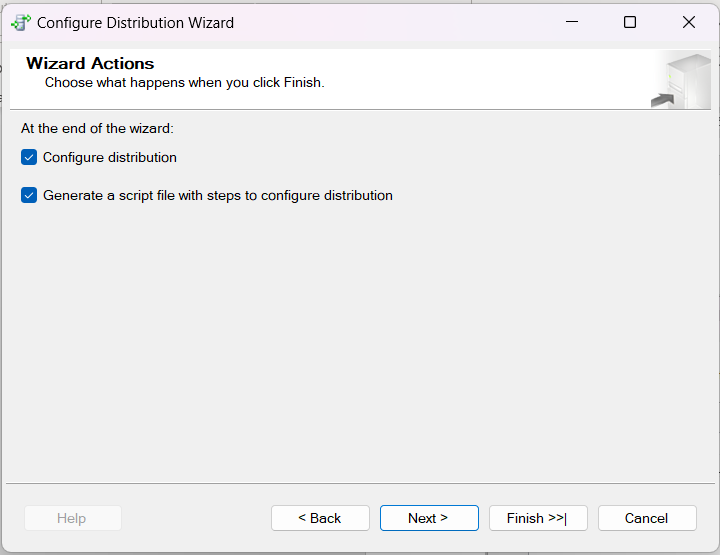 Configure Distribution Wizard
Wizard Actions
Choose what happens when you click Finish.
At the end of the wizard:
Configure distribution
Generate a script file with steps to configure distribution
Help
< Back
Next >
Finish >>|
Cancel